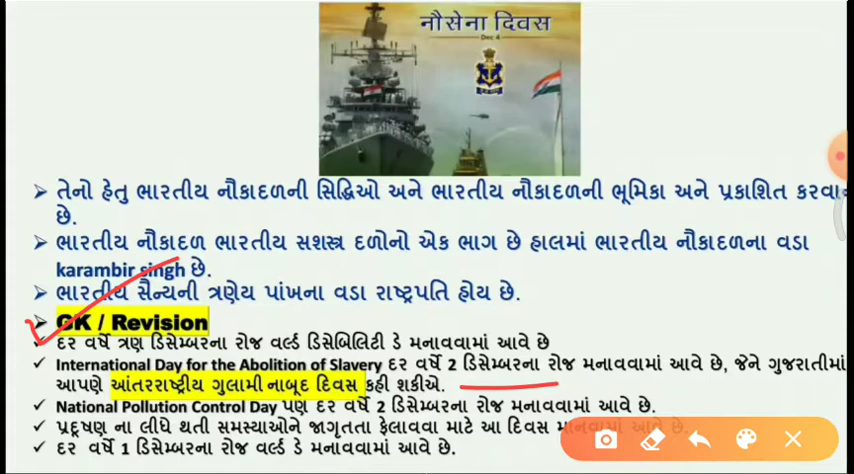 नौसेना दिवस
Dec 4
➢ તેનો હેતુ ભારતીય નૌકાદળની સિદ્ધિઓ અને ભારતીય નૌકાદળની ભૂમિકા અને પ્રકાશિત કરવા
છે.
➢ ભારતીય નૌકાદળ ભારતીય સશસ્ત્ર દળોનો એક ભાગ છે હાલમાં ભારતીય નૌકાદળના વડા
karambir singh છે.
➢ ભારતીય સૈન્યની ત્રણેય પાંખના વડા રાષ્ટ્રપતિ હોય છે.
➢ GK / Revision
✓ દર વર્ષે ત્રણ ડિસેમ્બરના રોજ વર્લ્ડ ડિસેબિલિટી ડે મનાવવામાં આવે છે
✓ International Day for the Abolition of Slavery દર વર્ષે 2 ડિસેમ્બરના રોજ મનાવવામાં આવે છે, જેને ગુજરાતીમાં
આપણે આંતરરાષ્ટ્રીય ગુલામી નાબૂદ દિવસ કહી શકીએ.
✓ National Pollution Control Day પણ દર વર્ષે 2 ડિસેમ્બરના રોજ મનાવવામાં આવે છે.
✓ પ્રદૂષણ ના લીધે થતી સમસ્યાઓને જાગૃતતા ફેલાવવા માટે આ દિવસ મનાવવામાં આવે છે.
✓ દર વર્ષે 1 ડિસેમ્બરના રોજ વર્લ્ડ ડે મનાવવામાં આવે છે.